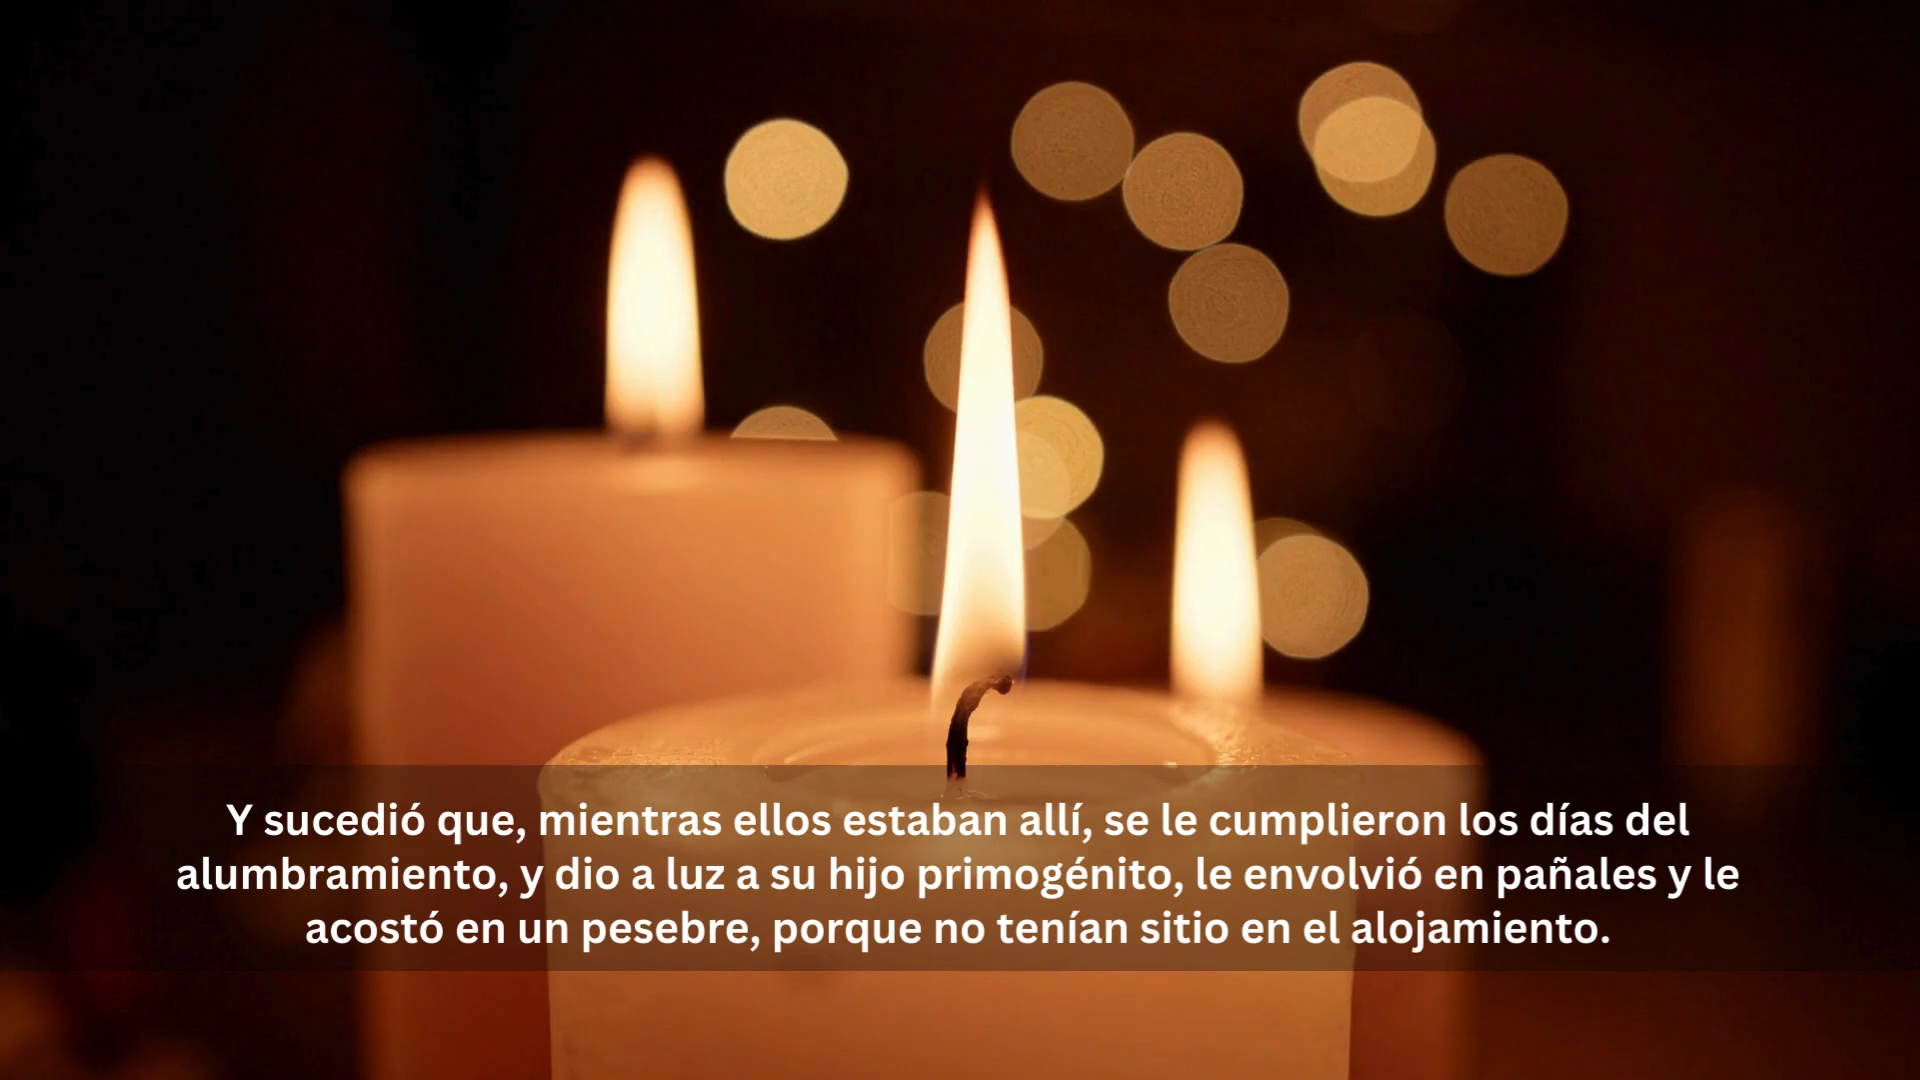 Y sucedió que, mientras ellos estaban allí, se le cumplieron los días del
alumbramiento, y dio a luz a su hijo primogénito, le envolvió en pañales y le
acostó en un pesebre, porque no tenían sitio en el alojamiento.